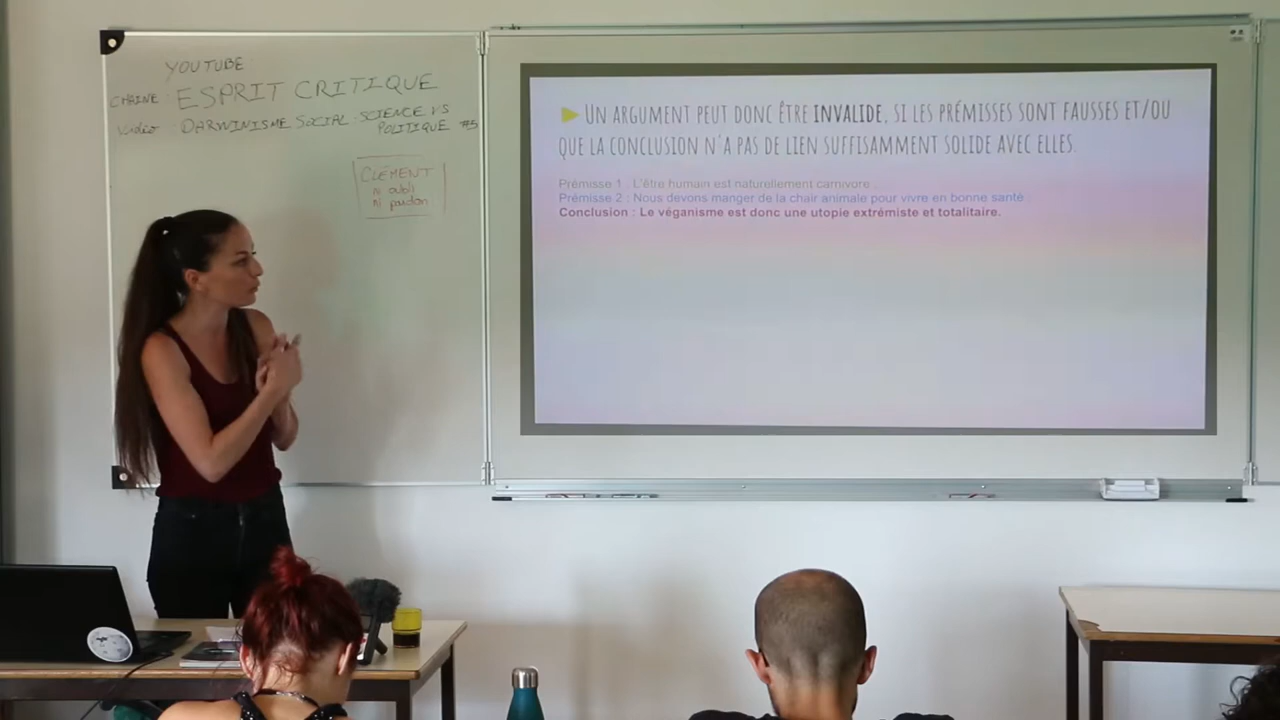 YOUTUBE
CHAINE : ESPRIT CRITIQUE
Vidéo : DARWINISME SOCIAL - SCIENCE VS
POLITIQUE #5
CLÉMENT
ni oubli
ni pardon
UN ARGUMENT PEUT DONC ÊTRE INVALIDE, SI LES PRÉMISSES SONT FAUSSES ET/OU
QUE LA CONCLUSION N'A PAS DE LIEN SUFFISAMMENT SOLIDE AVEC ELLES.
Prémisse 1 : L'être humain est naturellement carnivore .
Prémisse 2 : Nous devons manger de la chair animale pour vivre en bonne santé .
Conclusion : Le véganisme est donc une utopie extrémiste et totalitaire.